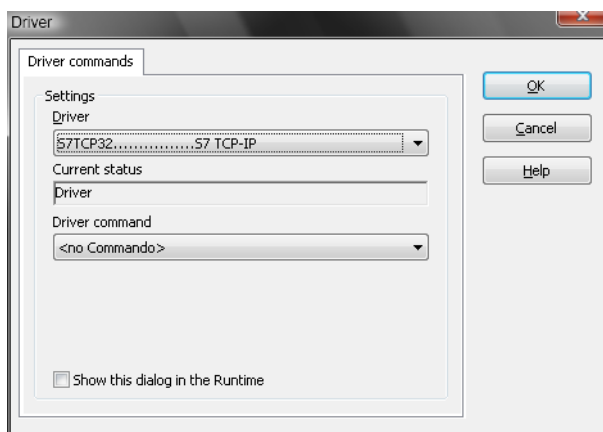 Driver
Driver commands
Settings
Driver
S7TCP32................S7 TCP-IP
Current status
Driver
Driver command
<no Commando>
Show this dialog in the Runtime
OK
Cancel
Help